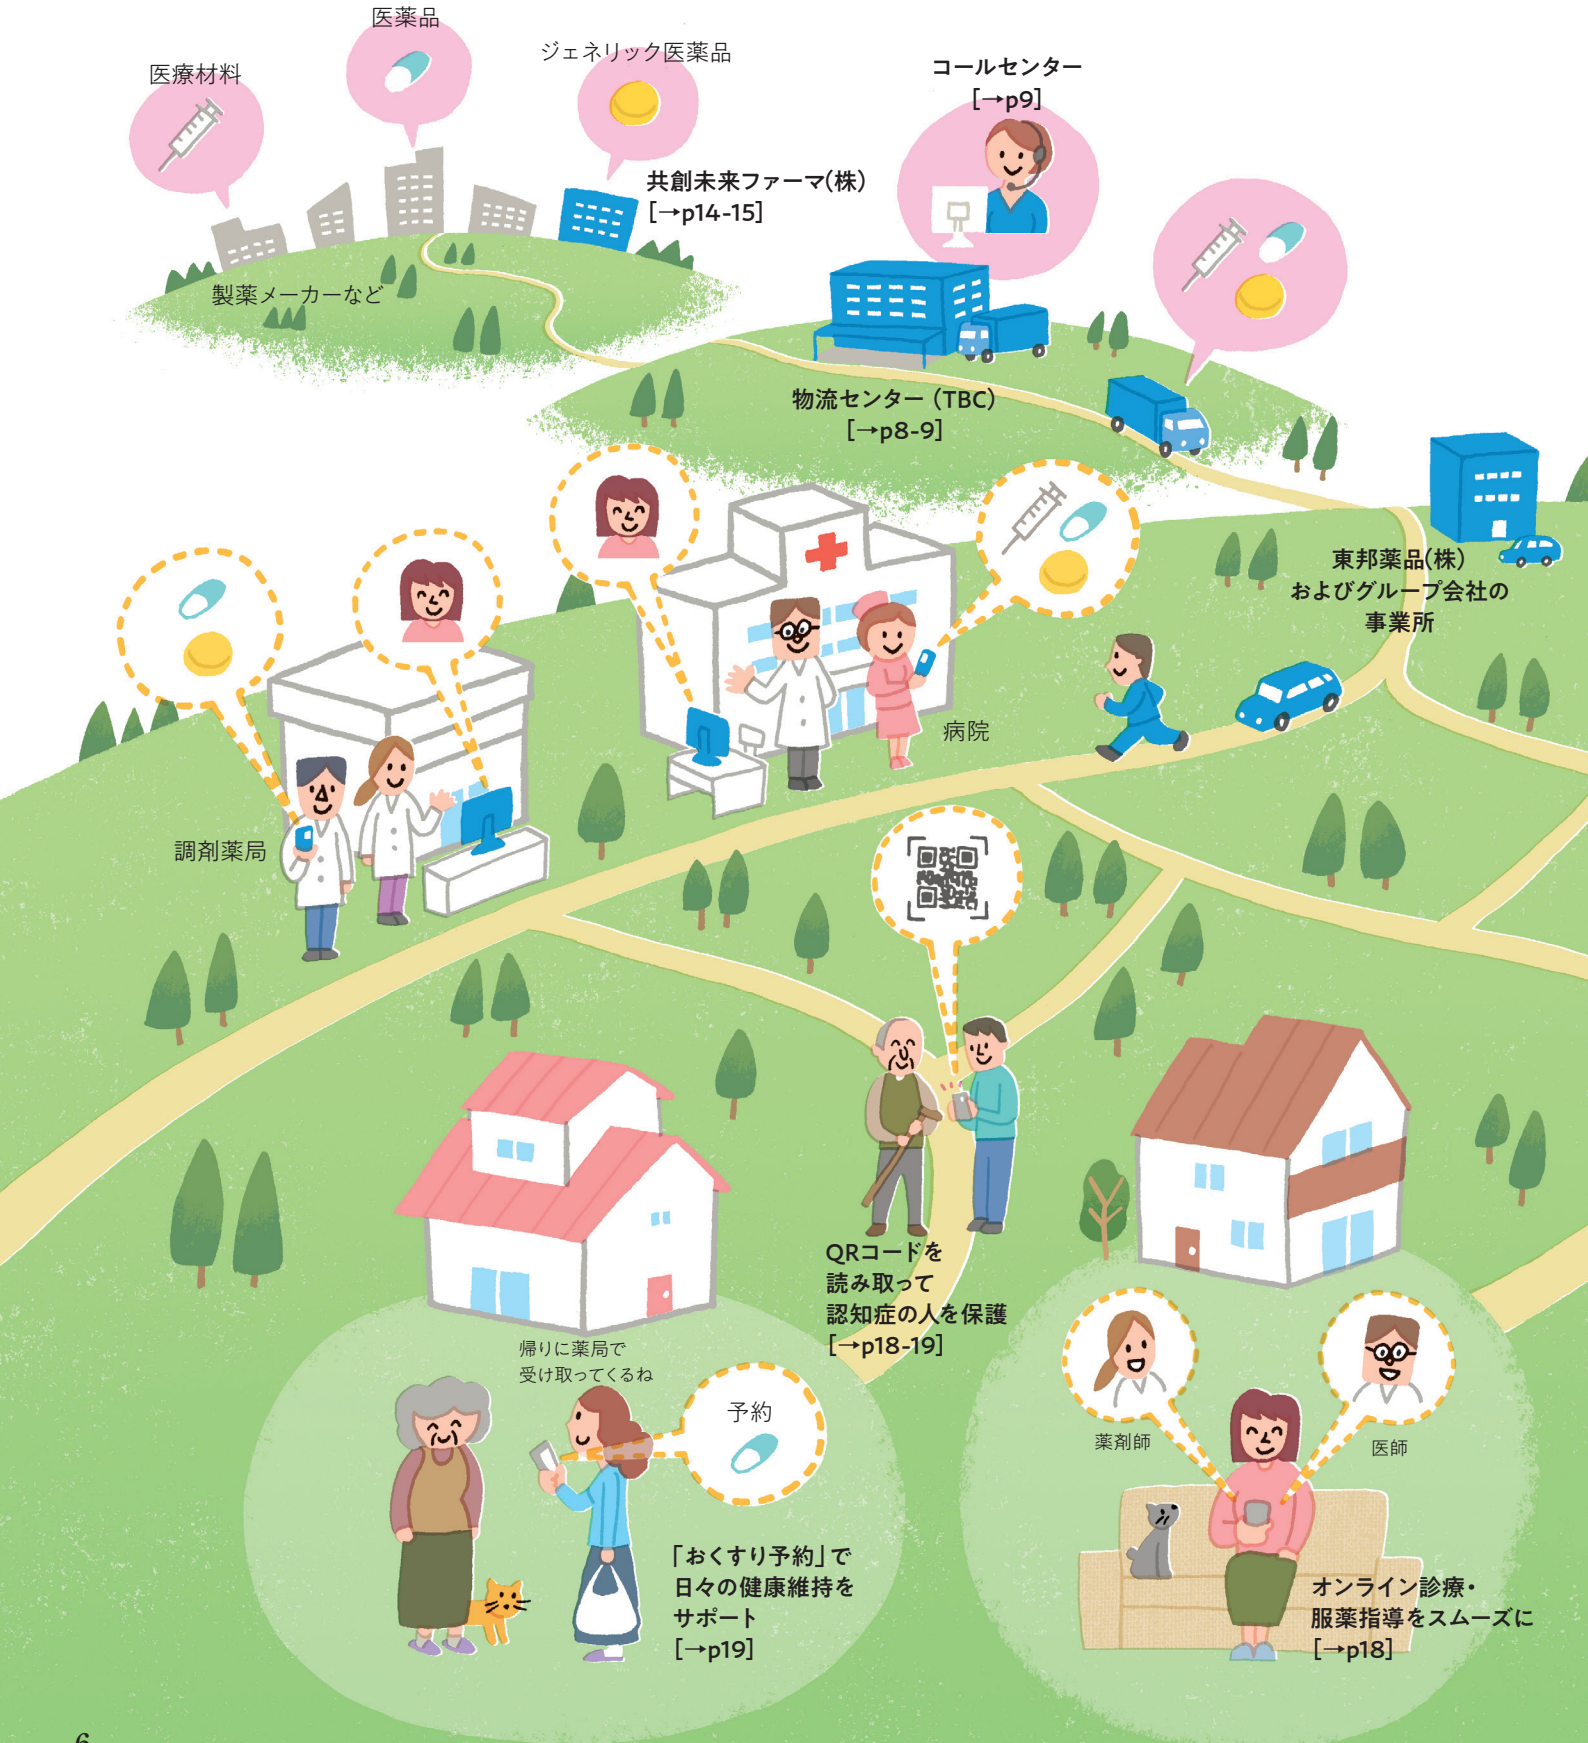 医薬品
医療材料
ジェネリック医薬品
コールセンター
[→p9]
共創未来ファーマ(株)
[→p14-15]
製薬メーカーなど
物流センター(TBC)
[→p8-9]
東邦薬品(株)
およびグループ会社の
事業所
病院
調剤薬局
QRコードを
読み取って
認知症の人を保護
[→p18-19]
帰りに薬局で
受け取ってくるね
予約
薬剤師
医師
「おくすり予約」で
日々の健康維持を
サポート
[→p19]
オンライン診療・
服薬指導をスムーズに
[→p18]
6